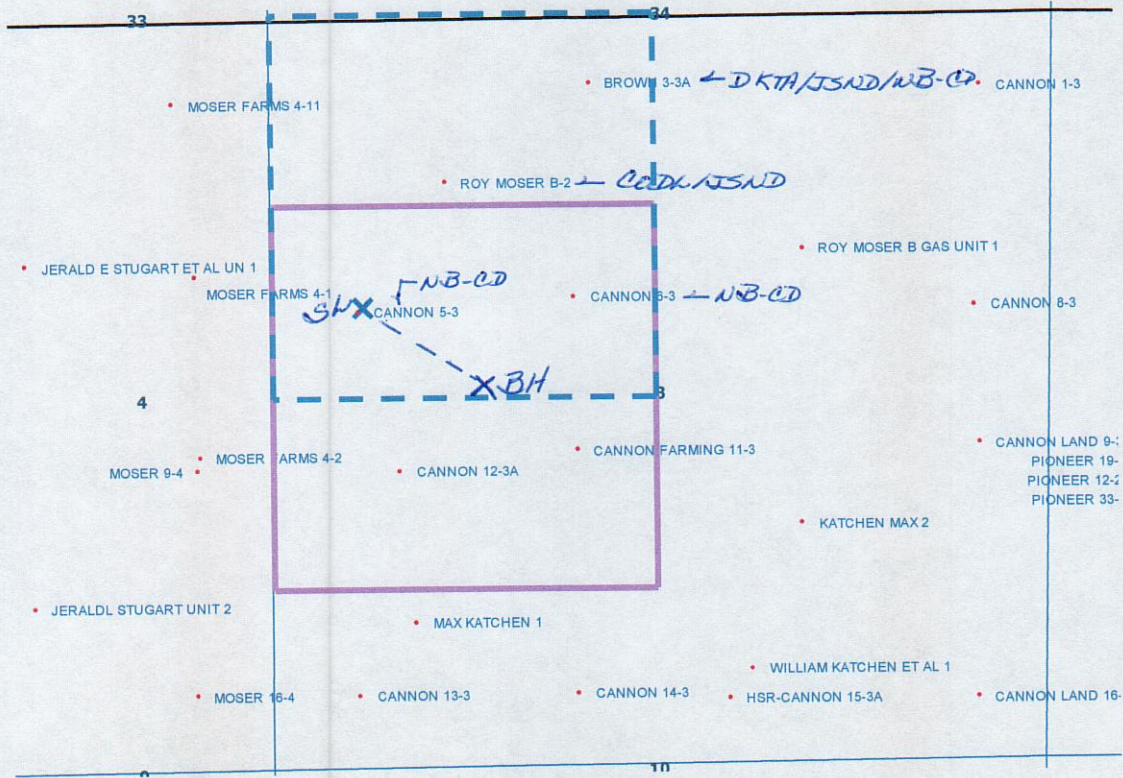 33
34
BROWN 3-3A ← DKTA/JSND/NB-CD
CANNON 1-3
MOSER FARMS 4-11
ROY MOSER B-2 ← CODL/JSND
ROY MOSER B GAS UNIT 1
JERALD E STUGART ET AL UN 1
MOSER FARMS 4-1
NB-CD
CANNON 6-3 — NB-CD
CANNON 8-3
SH X CANNON 5-3
X BH
4
3
CANNON LAND 9-3
CANNON FARMING 11-3
MOSER FARMS 4-2
PIONEER 19-
MOSER 9-4
CANNON 12-3A
PIONEER 12-2
PIONEER 33-
KATCHEN MAX 2
JERALDL STUGART UNIT 2
MAX KATCHEN 1
WILLIAM KATCHEN ET AL 1
MOSER 16-4
CANNON 13-3
CANNON 14-3
HSR-CANNON 15-3A
CANNON LAND 16-
9
10